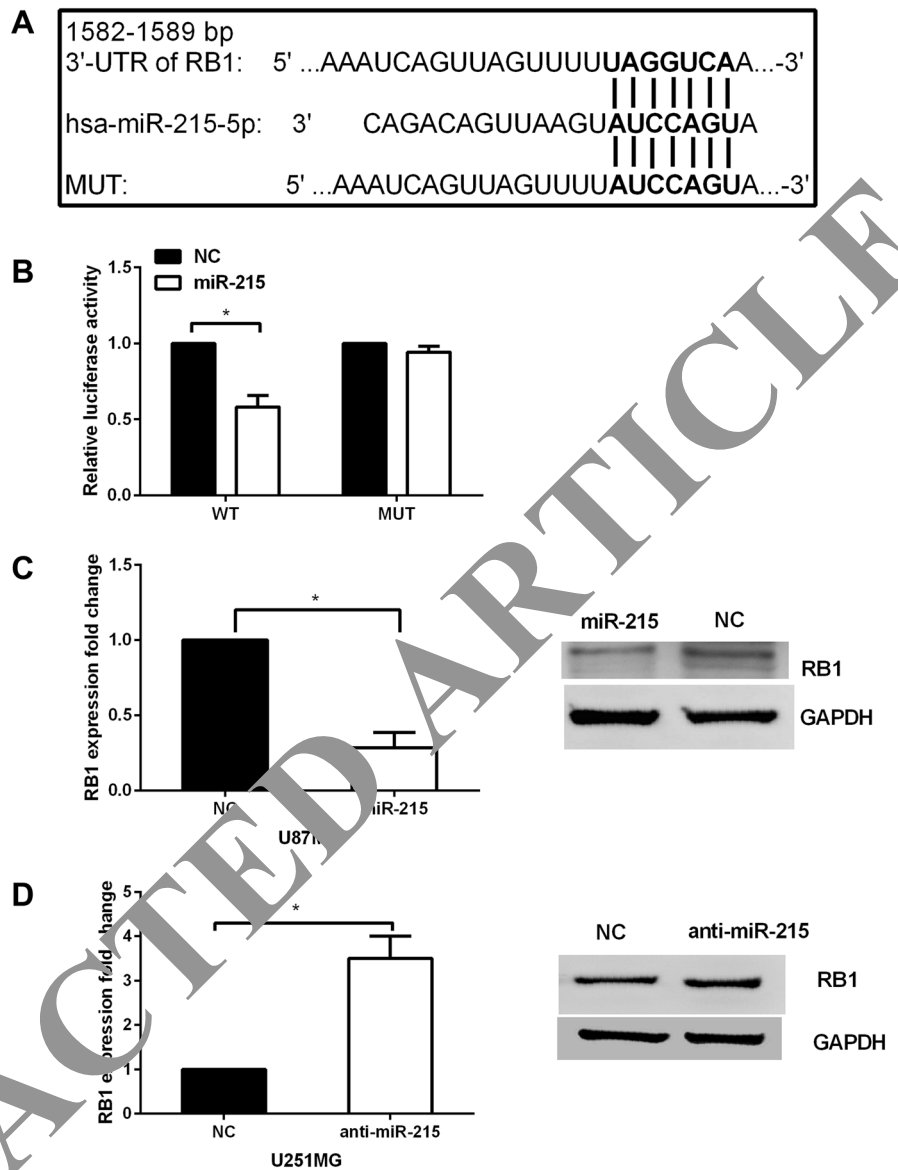 A
1582-1589 bp
3'-UTR of RB1: 5' ...AAAUCAGUUAGUUUUUAGGUCAA...-3'
hsa-miR-215-5p: 3' CAGACAGUUAAGUAUCCAGUA
MUT: 5' ...AAAUCAGUUAGUUUUAUCCAGUA...-3'
B
NC
miR-215
Relative luciferase activity
1.5
1.0
0.5
0.0
*
WT
MUT
C
RB1 expression fold change
1.5
1.0
0.5
0.0
*
NC
miR-215
miR-215
NC
RB1
GAPDH
D
RB1 expression fold change
5
4
3
2
1
0
*
NC
anti-miR-215
U251MG
NC
anti-miR-215
RB1
GAPDH
ACTED ARTICLE